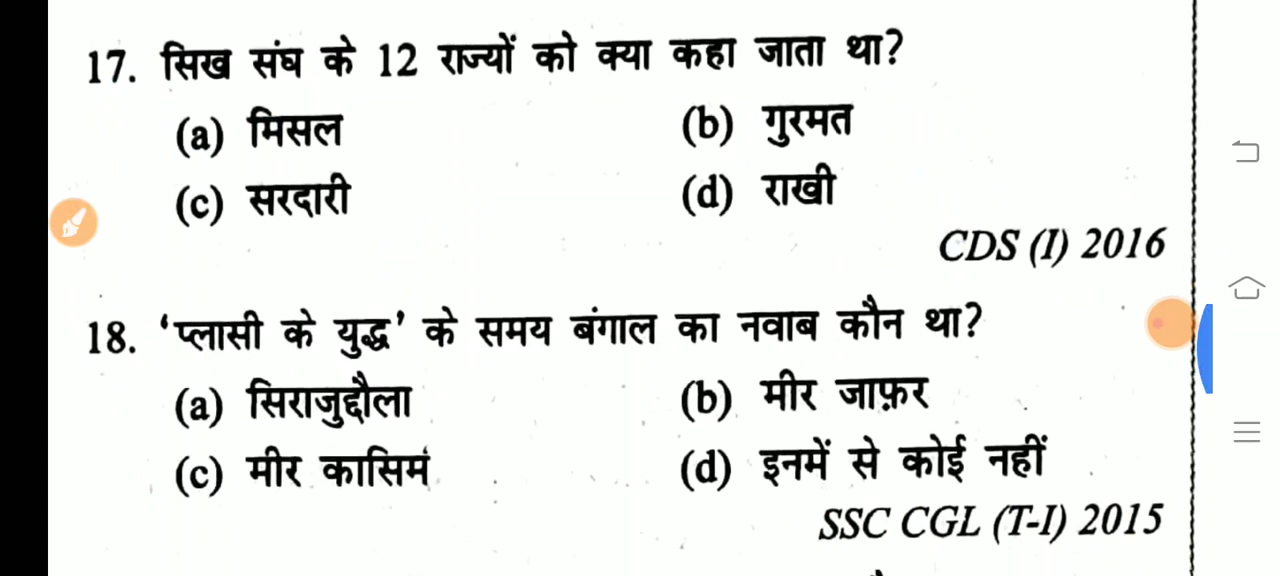 17. सिख संघ के 12 राज्यों को क्या कहा जाता था?
(a) मिसल (b) गुरमत
(c) सरदारी (d) राखी
CDS (I) 2016
18. ‘प्लासी के युद्ध’ के समय बंगाल का नवाब कौन था?
(a) सिराजुद्दौला (b) मीर जाफ़र
(c) मीर कासिम (d) इनमें से कोई नहीं
SSC CGL (T-I) 2015